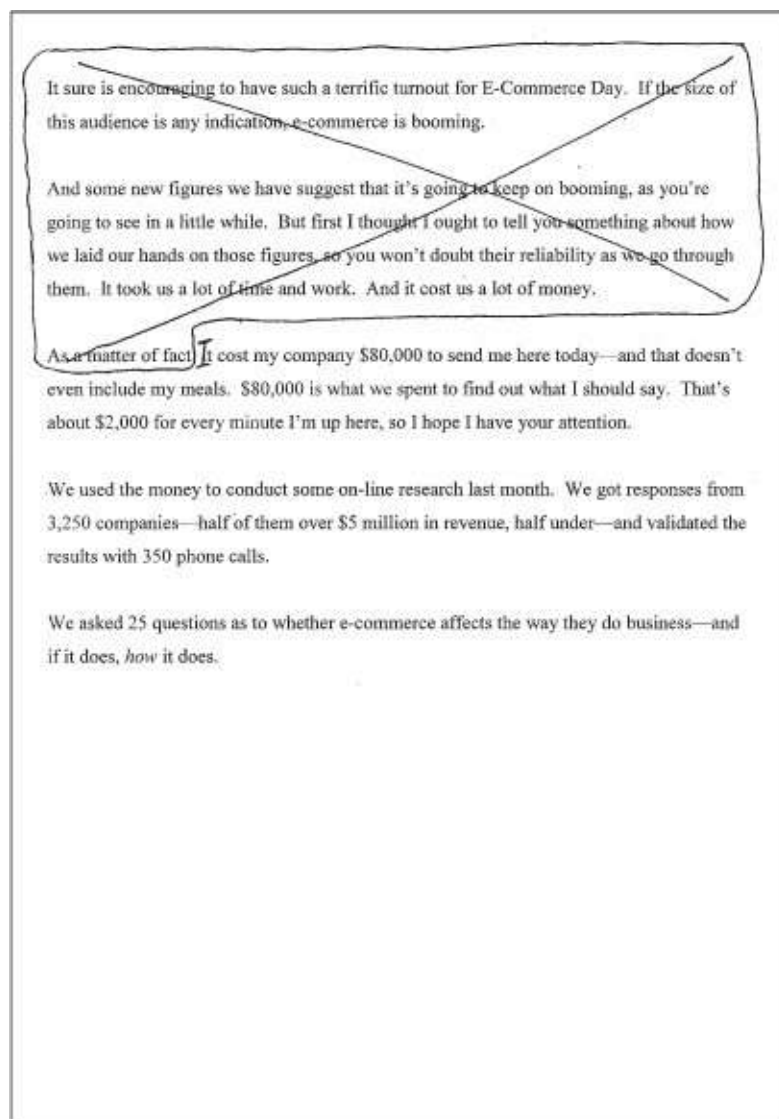 It sure is encouraging to have such a terrific turnout for E-Commerce Day. If the size of
this audience is any indication, e-commerce is booming.
And some new figures we have suggest that it's going to keep on booming, as you're
going to see in a little while. But first I thought I ought to tell you something about how
we laid our hands on those figures, so you won't doubt their reliability as we go through
them. It took us a lot of time and work. And it cost us a lot of money.
As a matter of fact It cost my company $80,000 to send me here today—and that doesn't
even include my meals. $80,000 is what we spent to find out what I should say. That's
about $2,000 for every minute I'm up here, so I hope I have your attention.
We used the money to conduct some on-line research last month. We got responses from
3,250 companies—half of them over $5 million in revenue, half under—and validated the
results with 350 phone calls.
We asked 25 questions as to whether e-commerce affects the way they do business—and
if it does, how it does.